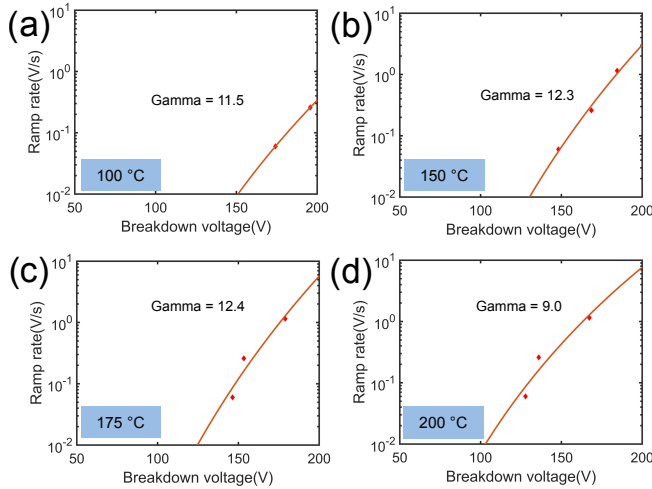 (a)
Ramp rate(V/s)
10^1
10^0
10^-1
10^-2
Gamma = 11.5
100 °C
50 100 150 200
Breakdown voltage(V)
(b)
Ramp rate(V/s)
10^1
10^0
10^-1
10^-2
Gamma = 12.3
150 °C
50 100 150 200
Breakdown voltage(V)
(c)
Ramp rate(V/s)
10^1
10^0
10^-1
10^-2
Gamma = 12.4
175 °C
50 100 150 200
Breakdown voltage(V)
(d)
Ramp rate(V/s)
10^1
10^0
10^-1
10^-2
Gamma = 9.0
200 °C
50 100 150 200
Breakdown voltage(V)